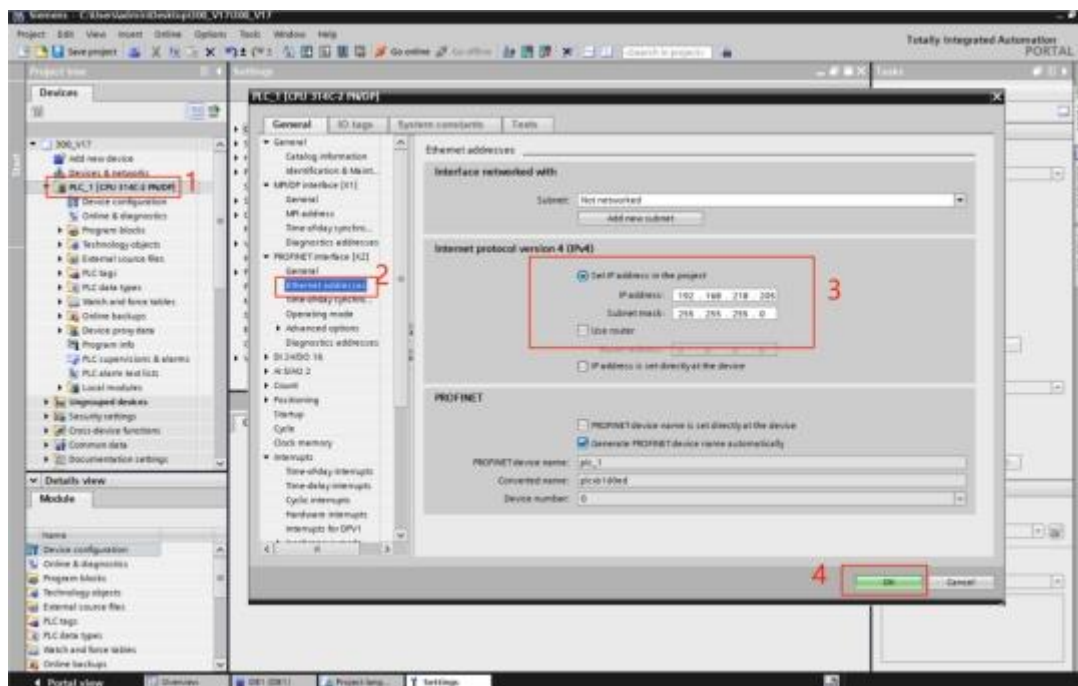 Siemens - C:\Users\admin\Desktop\300_V17\300_V17
Project Edit View Insert Online Options Tools Window Help
Totally Integrated Automation
PORTAL
Save project
Go online
Go offline
Search in project
Project tree
Settings
Tasks
Devices
Start
300_V17
Add new device
Devices & networks
PLC_1 [CPU 314C-2 PN/DP]
1
Device configuration
Online & diagnostics
Program blocks
Technology objects
External source files
PLC tags
PLC data types
Watch and force tables
Online backups
Device proxy data
Program info
PLC supervisions & alarms
PLC alarm text lists
Local modules
Ungrouped devices
Security settings
Cross-device functions
Common data
Documentation settings
Details view
Module
Name
Device configuration
Online & diagnostics
Program blocks
Technology objects
External source files
PLC tags
PLC data types
Watch and force tables
Online backups
PLC_1 [CPU 314C-2 PN/DP]
General
IO tags
System constants
Texts
General
Catalog information
Identification & Maint...
MPI/DP interface [X1]
General
MPI address
Time-of-day synchro...
Diagnostics addresses
PROFINET interface [X2]
General
Ethernet addresses
2
Time-of-day synchro...
Operating mode
Advanced options
Diagnostics addresses
DI 24/DO 16
AI 5/AO 2
Count
Positioning
Startup
Cycle
Clock memory
Interrupts
Time-of-day interrupts
Time-delay interrupts
Cyclic interrupts
Hardware interrupts
Interrupts for DPV1
Ethernet addresses
Interface networked with
Subnet: Not networked
Add new subnet
Internet protocol version 4 (IPv4)
Set IP address in the project
IP address: 192 . 168 . 218 . 206
Subnet mask: 255 . 255 . 255 . 0
3
Use router
IP address is set directly at the device
PROFINET
PROFINET device name is set directly at the device
Generate PROFINET device name automatically
PROFINET device name: plc_1
Converted name: plcxb1d0ed
Device number: 0
4
OK
Cancel
Portal view
Overview
DB1 (DB1)
Project lang...
Settings